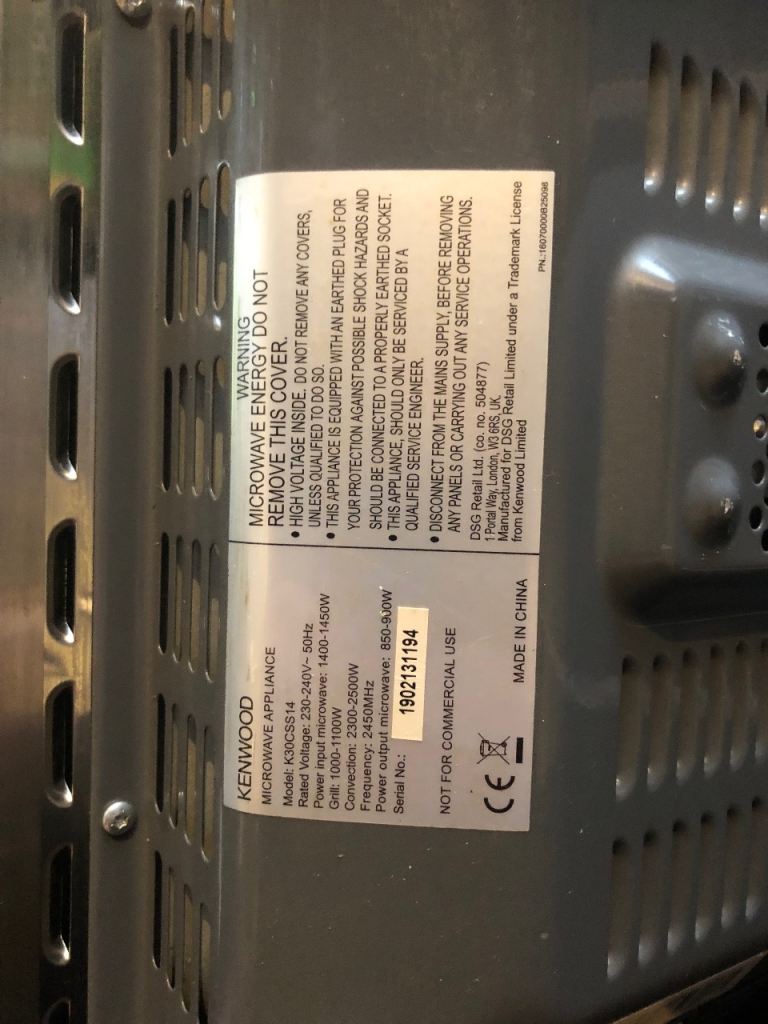 KENWOOD
MICROWAVE APPLIANCE
Model: K30CSS14
Rated Voltage: 230-240V~ 50Hz
Power input microwave: 1400-1450W
Grill: 1000-1100W
Convection: 2300-2500W
Frequency: 2450MHz
Power output microwave: 850-900W
Serial No.: 1902131194
NOT FOR COMMERCIAL USE
CE
MADE IN CHINA
WARNING
MICROWAVE ENERGY DO NOT
REMOVE THIS COVER.
• HIGH VOLTAGE INSIDE, DO NOT REMOVE ANY COVERS,
UNLESS QUALIFIED TO DO SO.
• THIS APPLIANCE IS EQUIPPED WITH AN EARTHED PLUG FOR
YOUR PROTECTION AGAINST POSSIBLE SHOCK HAZARDS AND
SHOULD BE CONNECTED TO A PROPERLY EARTHED SOCKET.
• THIS APPLIANCE, SHOULD ONLY BE SERVICED BY A
QUALIFIED SERVICE ENGINEER.
• DISCONNECT FROM THE MAINS SUPPLY, BEFORE REMOVING
ANY PANELS OR CARRYING OUT ANY SERVICE OPERATIONS.
DSG Retail Ltd. (co. no. 504877)
1 Portal Way, London, W3 6RS, UK
Manufactured for DSG Retail Limited under a Trademark License
from Kenwood Limited
PN.:16070000B25096